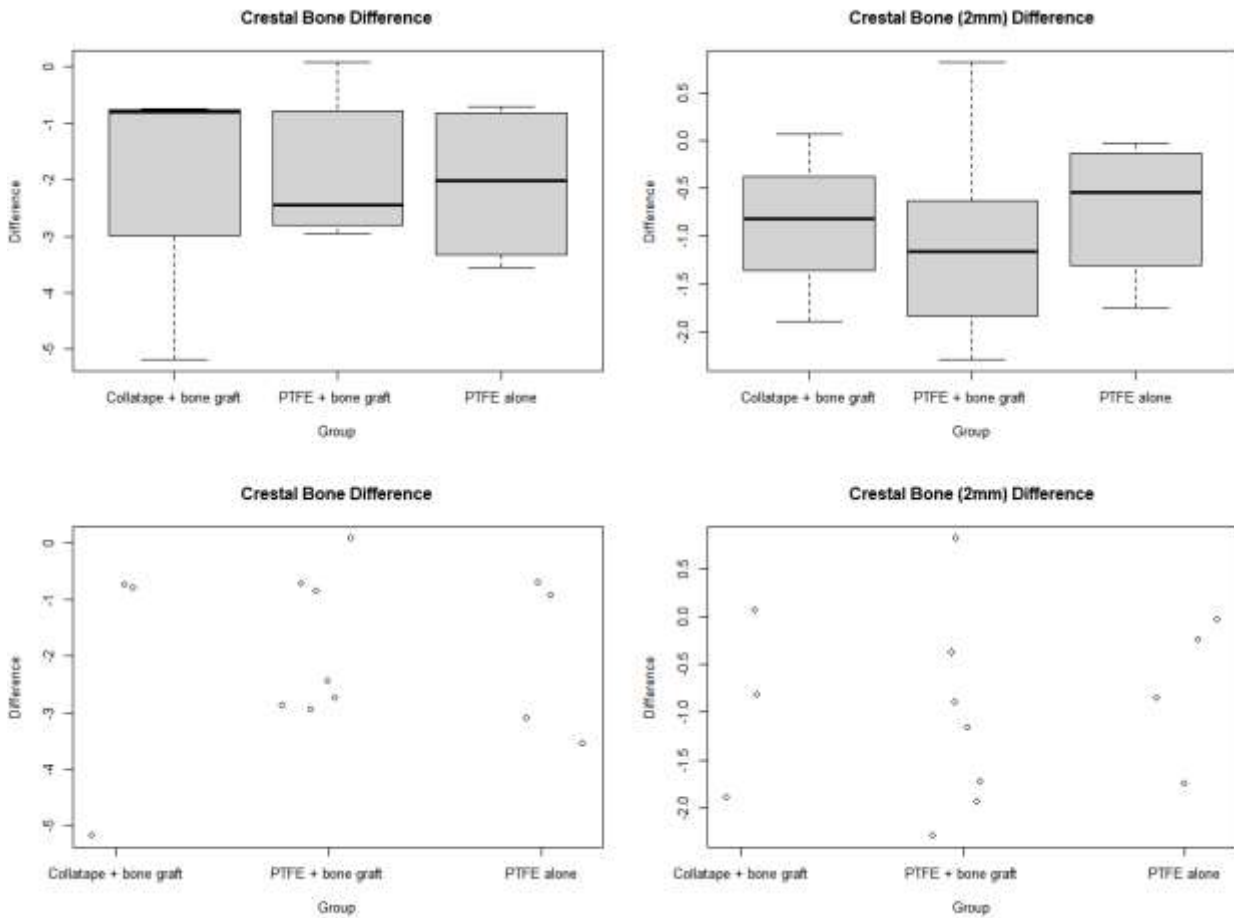 Crestal Bone Difference
0
-1
-2
-3
-4
-5
Difference
Collatape + bone graft PTFE + bone graft PTFE alone
Group
Crestal Bone (2mm) Difference
0.5
0.0
-0.5
-1.0
-1.5
-2.0
Difference
Collatape + bone graft PTFE + bone graft PTFE alone
Group
Crestal Bone Difference
0
-1
-2
-3
-4
-5
Difference
Collatape + bone graft PTFE + bone graft PTFE alone
Group
Crestal Bone (2mm) Difference
0.5
0.0
-0.5
-1.0
-1.5
-2.0
Difference
Collatape + bone graft PTFE + bone graft PTFE alone
Group